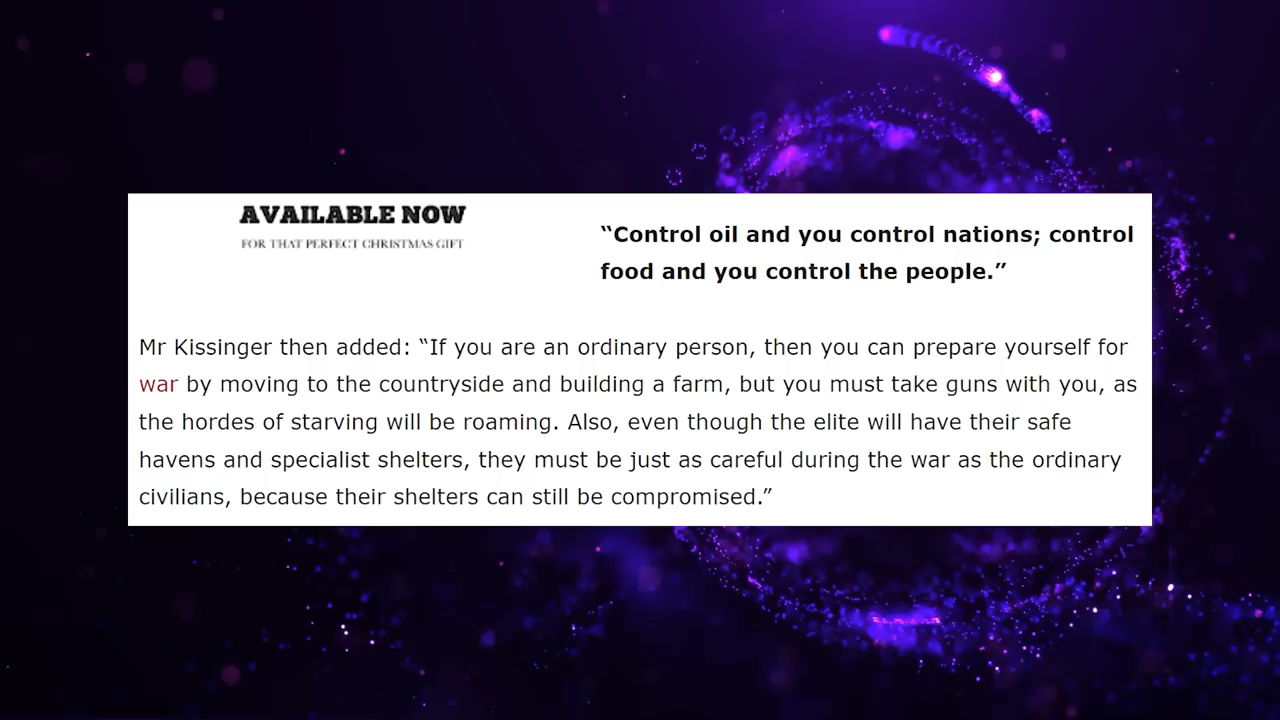 AVAILABLE NOW
FOR THAT PERFECT CHRISTMAS GIFT
“Control oil and you control nations; control
food and you control the people.”
Mr Kissinger then added: “If you are an ordinary person, then you can prepare yourself for
war by moving to the countryside and building a farm, but you must take guns with you, as
the hordes of starving will be roaming. Also, even though the elite will have their safe
havens and specialist shelters, they must be just as careful during the war as the ordinary
civilians, because their shelters can still be compromised.”